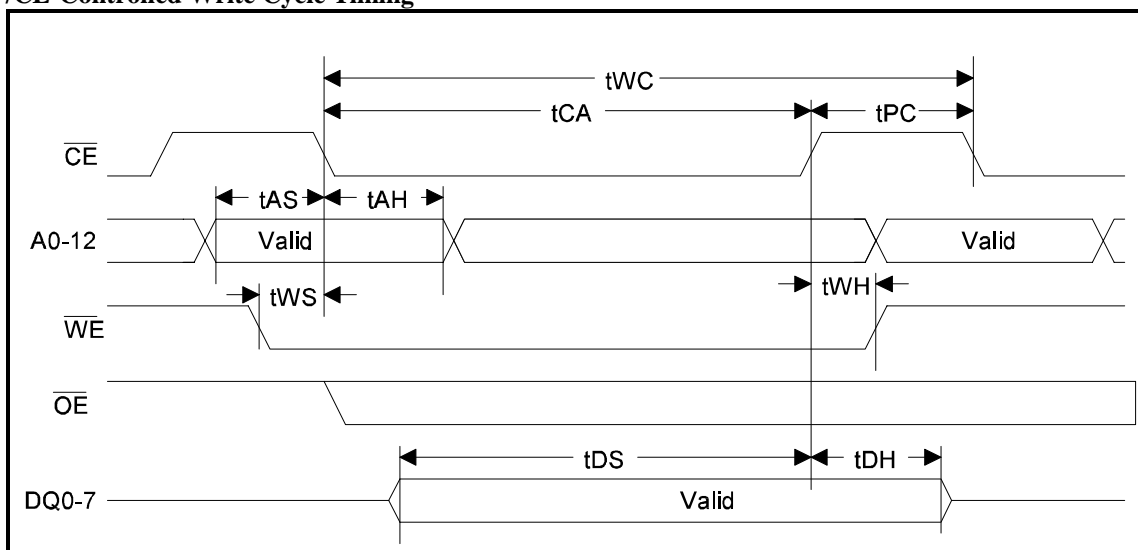 /CE-Controlled Write Cycle Timing
tWC
tCA
tPC
CE
tAS
tAH
A0-12
Valid
Valid
tWS
tWH
WE
OE
tDS
tDH
DQ0-7
Valid